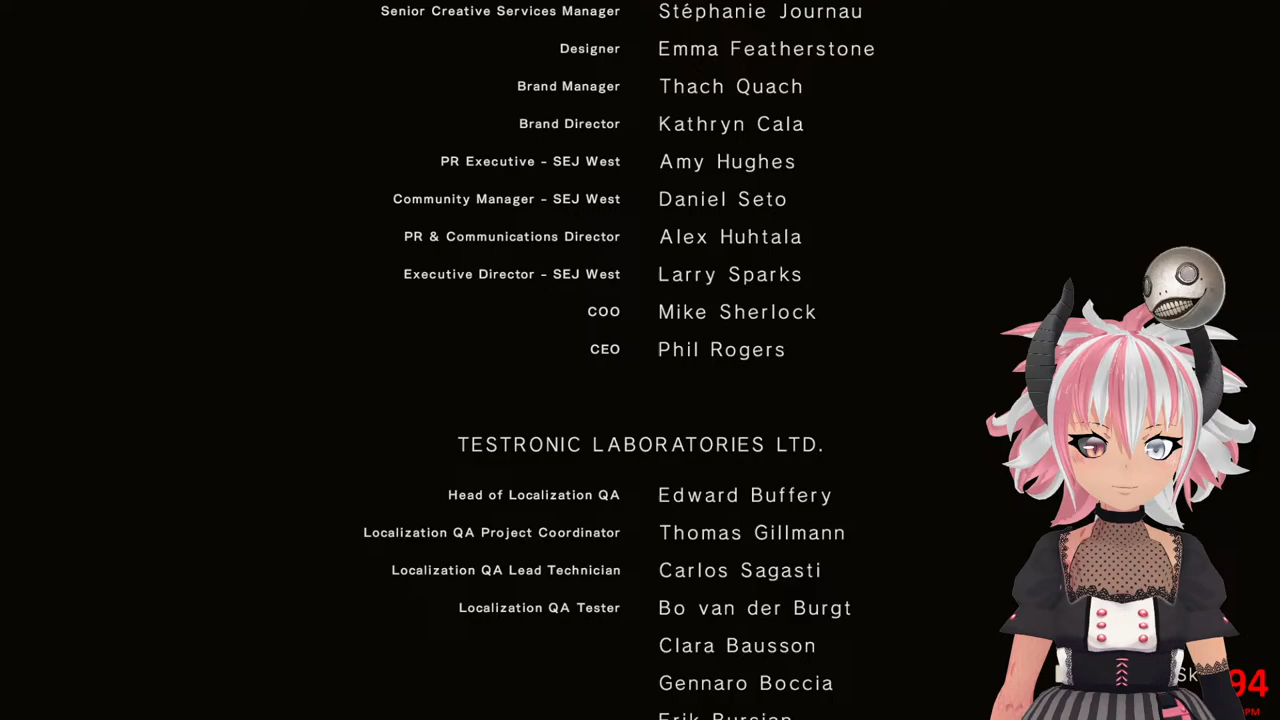 Senior Creative Services Manager Stéphanie Journau
Designer Emma Featherstone
Brand Manager Thach Quach
Brand Director Kathryn Cala
PR Executive - SEJ West Amy Hughes
Community Manager - SEJ West Daniel Seto
PR & Communications Director Alex Huhtala
Executive Director - SEJ West Larry Sparks
COO Mike Sherlock
CEO Phil Rogers
TESTRONIC LABORATORIES LTD.
Head of Localization QA Edward Buffery
Localization QA Project Coordinator Thomas Gillmann
Localization QA Lead Technician Carlos Sagasti
Localization QA Tester Bo van der Burgt
Clara Bausson
Gennaro Boccia
94